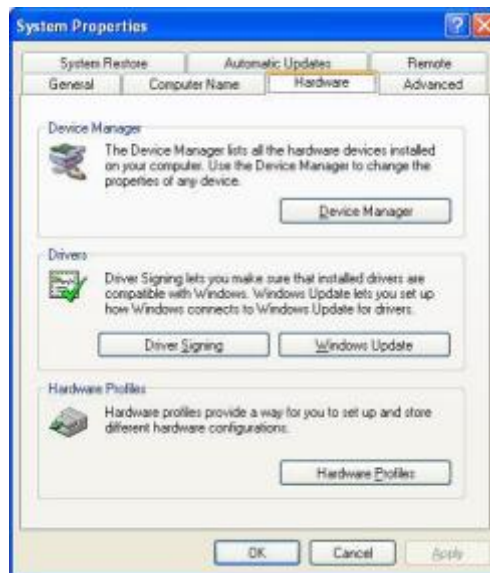 System Properties
System Restore Automatic Updates Remote
General Computer Name Hardware Advanced
Device Manager
The Device Manager lists all the hardware devices installed
on your computer. Use the Device Manager to change the
properties of any device.
Device Manager
Drivers
Driver Signing lets you make sure that installed drivers are
compatible with Windows. Windows Update lets you set up
how Windows connects to Windows Update for drivers.
Driver Signing Windows Update
Hardware Profiles
Hardware profiles provide a way for you to set up and store
different hardware configurations.
Hardware Profiles
OK Cancel Apply